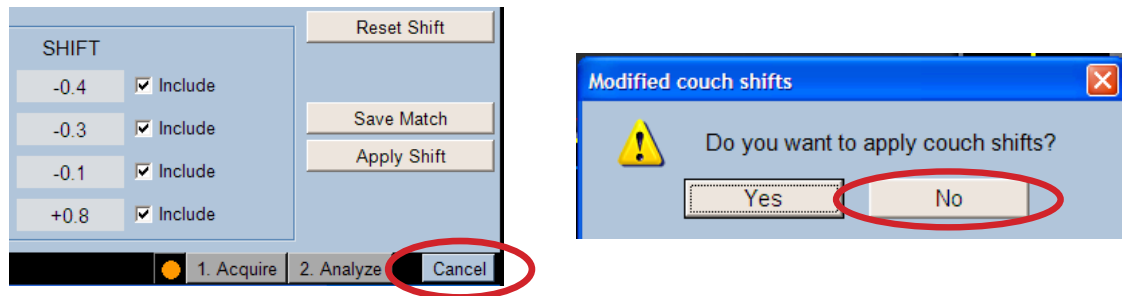 Reset Shift
SHIFT
-0.4 Include
-0.3 Include
Save Match
Apply Shift
-0.1 Include
+0.8 Include
1. Acquire 2. Analyze Cancel
Modified couch shifts
Do you want to apply couch shifts?
Yes No